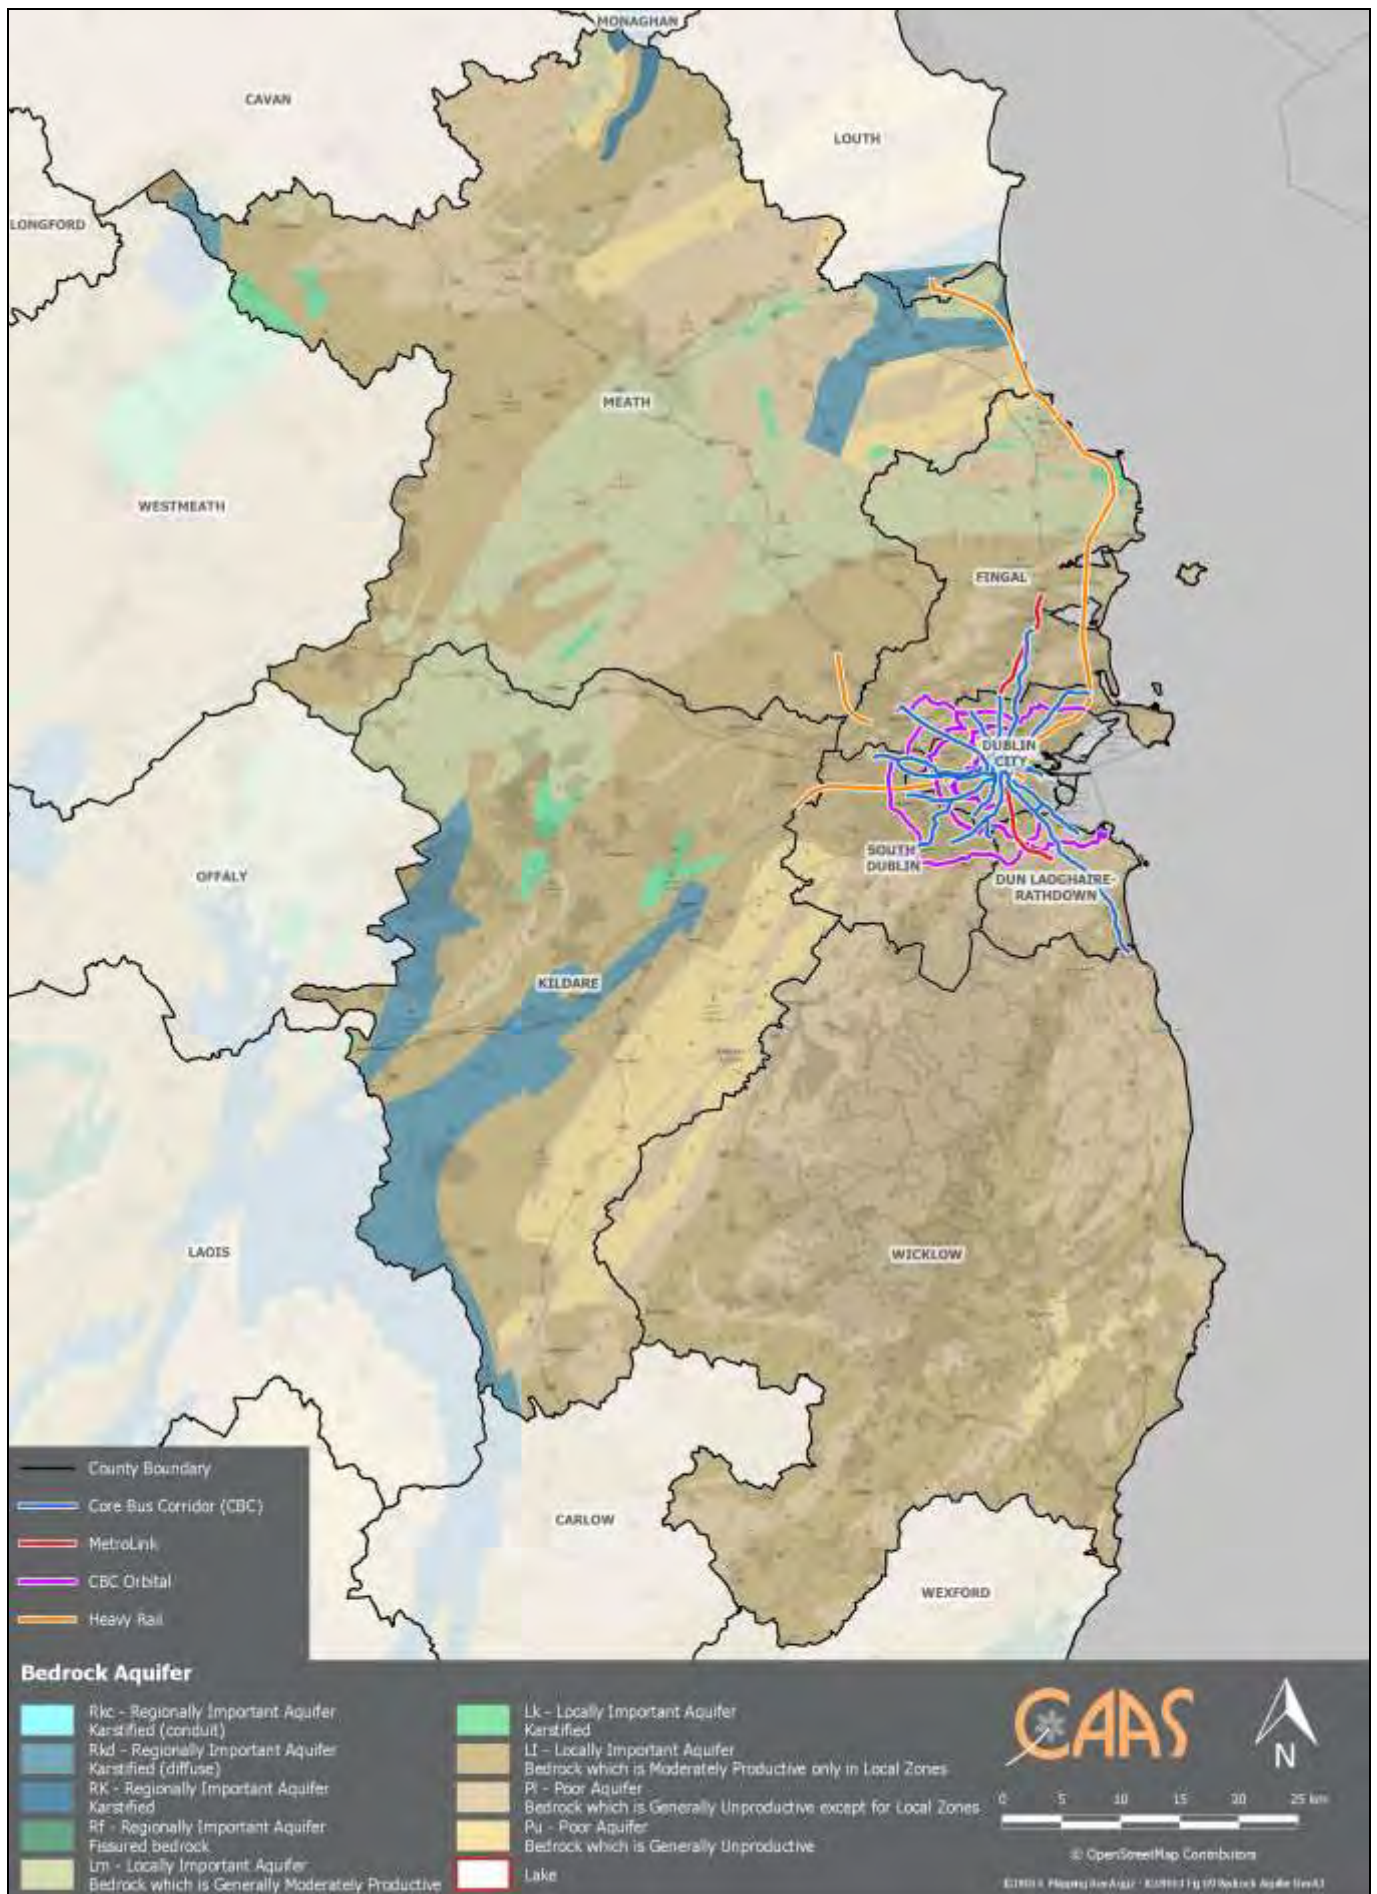 MONAGHAN
CAVAN
LOUTH
LONGFORD
MEATH
WESTMEATH
FINGAL
DUBLIN
CITY
OFFALY
SOUTH
DUBLIN
DUN LAOGHAIRE-
RATHDOWN
KILDARE
LAOIS
WICKLOW
CARLOW
WEXFORD
County Boundary
Core Bus Corridor (CBC)
MetroLink
CBC Orbital
Heavy Rail
Bedrock Aquifer
Rkc - Regionally Important Aquifer
Karstified (conduit)
Rkd - Regionally Important Aquifer
Karstified (diffuse)
RK - Regionally Important Aquifer
Karstified
Rf - Regionally Important Aquifer
Fissured bedrock
Lm - Locally Important Aquifer
Bedrock which is Generally Moderately Productive
Lk - Locally Important Aquifer
Karstified
LI - Locally Important Aquifer
Bedrock which is Moderately Productive only in Local Zones
Pl - Poor Aquifer
Bedrock which is Generally Unproductive except for Local Zones
Pu - Poor Aquifer
Bedrock which is Generally Unproductive
Lake
CAAS
N
0 5 10 15 20 25 km
© OpenStreetMap Contributors